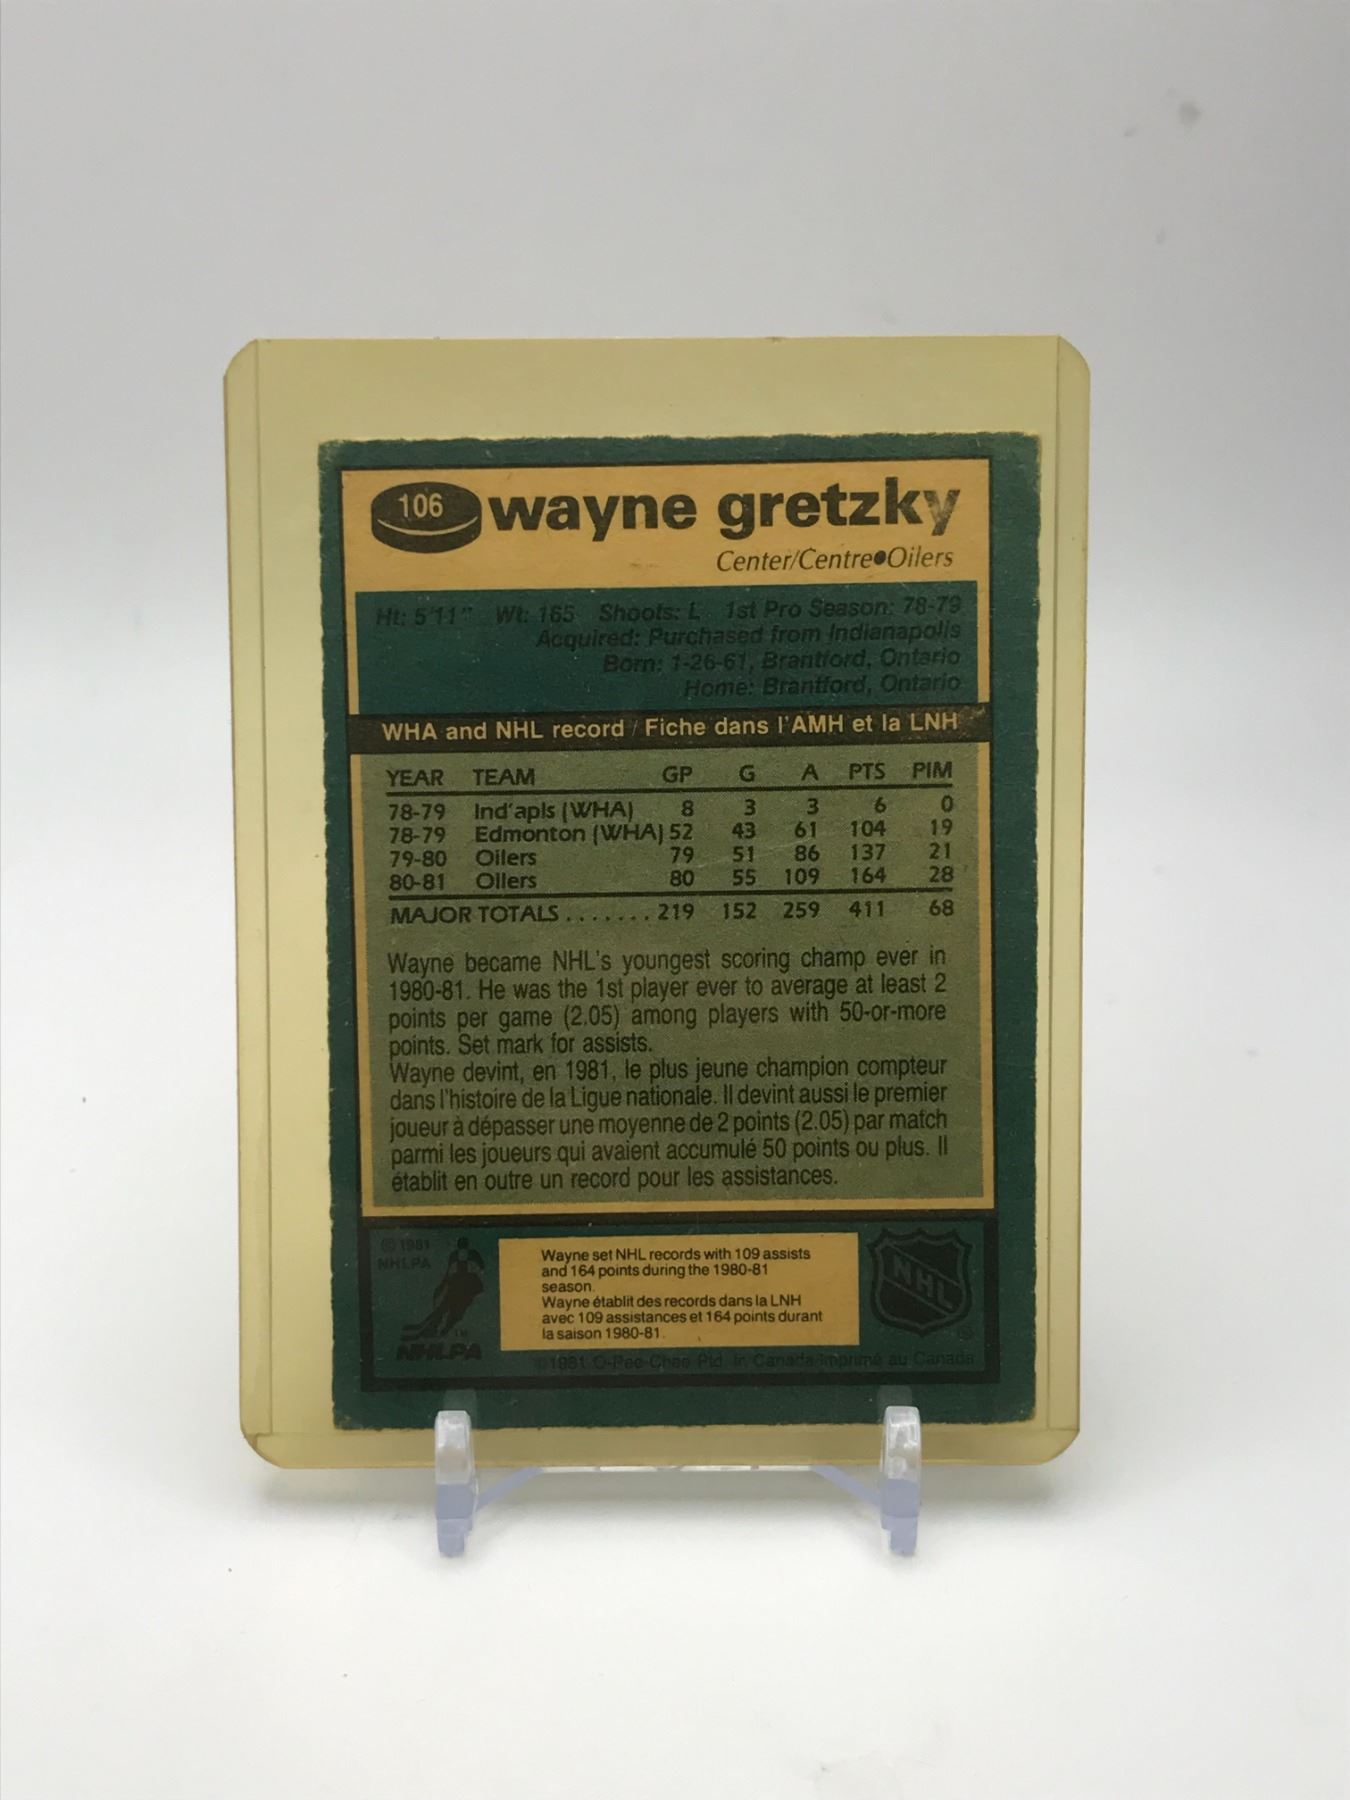 106 wayne gretzky
Center/Centre●Oilers
Ht: 5'11" Wt: 165 Shoots: L 1st Pro Season: 78-79
Acquired: Purchased from Indianapolis
Born: 1-26-61, Brantford, Ontario
Home: Brantford, Ontario
WHA and NHL record / Fiche dans l'AMH et la LNH
YEAR TEAM GP G A PTS PIM
78-79 Ind'apls (WHA) 8 3 3 6 0
78-79 Edmonton (WHA) 52 43 61 104 19
79-80 Oilers 79 51 86 137 21
80-81 Oilers 80 55 109 164 28
MAJOR TOTALS ....... 219 152 259 411 68
Wayne became NHL's youngest scoring champ ever in
1980-81. He was the 1st player ever to average at least 2
points per game (2.05) among players with 50-or-more
points. Set mark for assists.
Wayne devint, en 1981, le plus jeune champion compteur
dans l'histoire de la Ligue nationale. Il devint aussi le premier
joueur à dépasser une moyenne de 2 points (2.05) par match
parmi les joueurs qui avaient accumulé 50 points ou plus. Il
établit en outre un record pour les assistances.
© 1981
NHLPA
Wayne set NHL records with 109 assists
and 164 points during the 1980-81
season.
Wayne établit des records dans la LNH
avec 109 assistances et 164 points durant
la saison 1980-81.
TM
NHLPA
NHL
®
©1981 O-Pee-Chee Ptd. in Canada/Imprimé au Canada